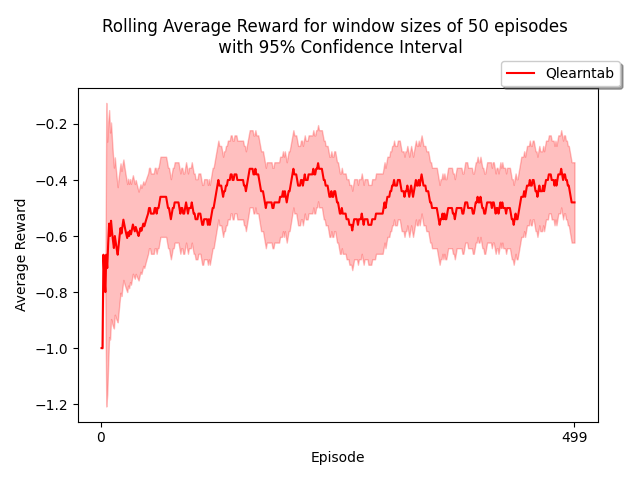 Rolling Average Reward for window sizes of 50 episodes
with 95% Confidence Interval
Qlearntab
−0.2
−0.4
−0.6
−0.8
−1.0
−1.2
Average Reward
0
499
Episode